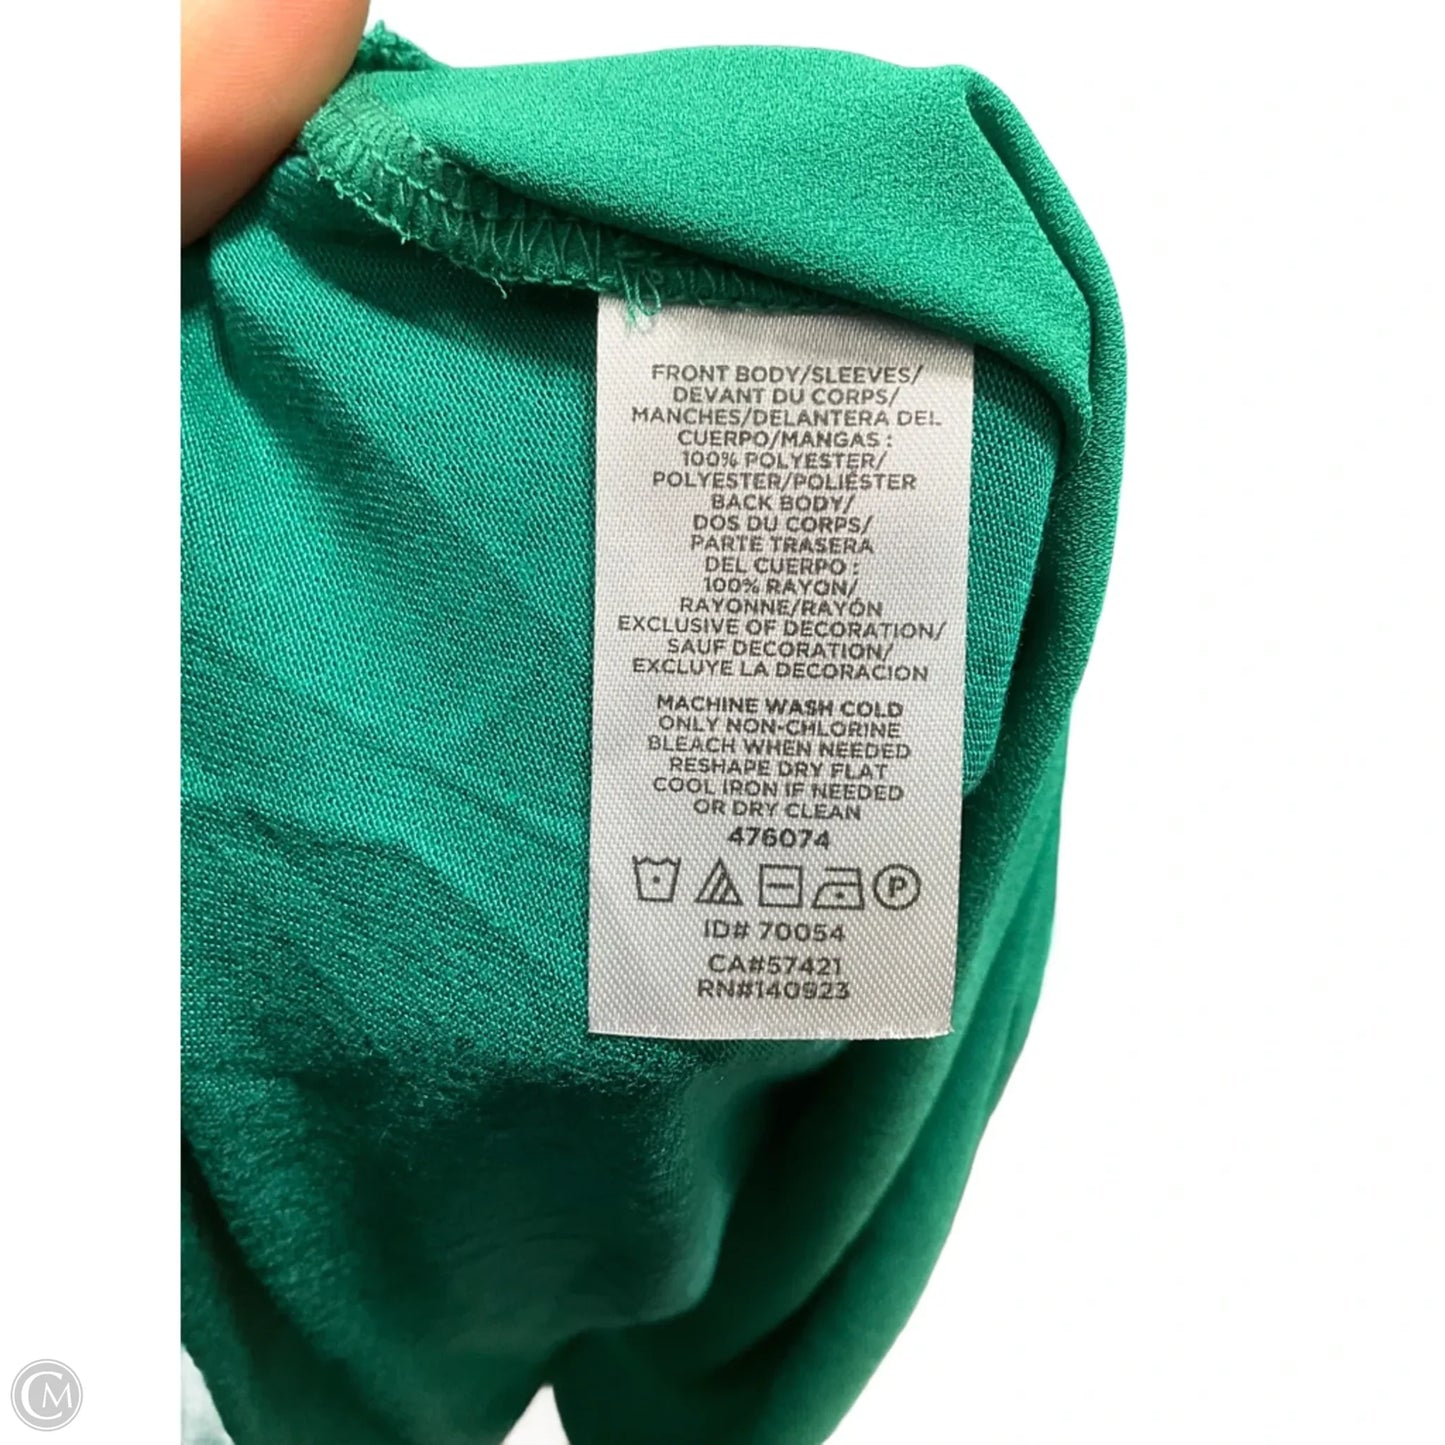 FRONT BODY/SLEEVES/
DEVANT DU CORPS/
MANCHES/DELANTERA DEL
CUERPO/MANGAS :
100% POLYESTER/
POLYESTER/POLIÉSTER
BACK BODY/
DOS DU CORPS/
PARTE TRASERA
DEL CUERPO :
100% RAYON/
RAYONNE/RAYÓN
EXCLUSIVE OF DECORATION/
SAUF DECORATION/
EXCLUYE LA DECORACION
MACHINE WASH COLD
ONLY NON-CHLORINE
BLEACH WHEN NEEDED
RESHAPE DRY FLAT
COOL IRON IF NEEDED
OR DRY CLEAN
476074
P
ID# 70054
CA#57421
RN#140923
CM